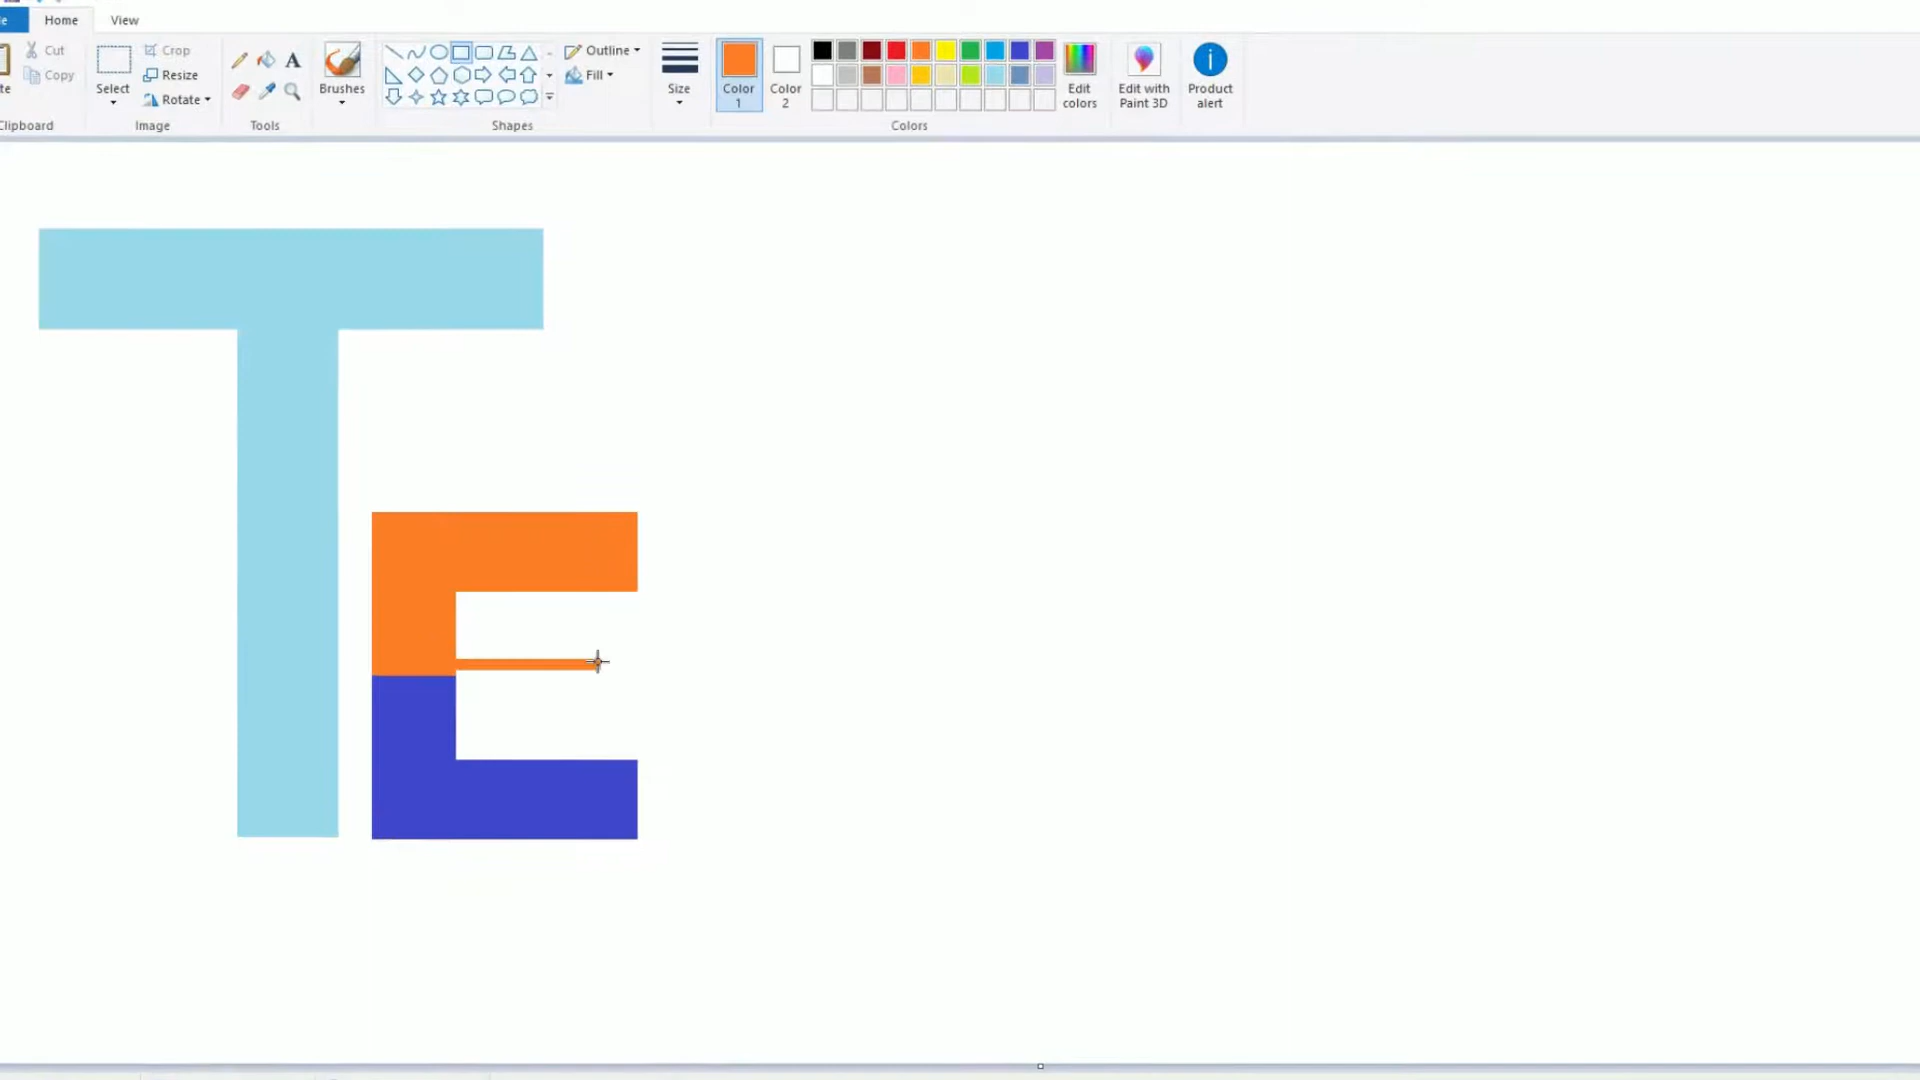 Home View
Cut
Copy
Clipboard
Select
Crop
Resize
Rotate
Image
Tools
Brushes
Outline
Fill
Shapes
Size
Color 1
Color 2
Colors
Edit colors
Edit with Paint 3D
Product alert
TE